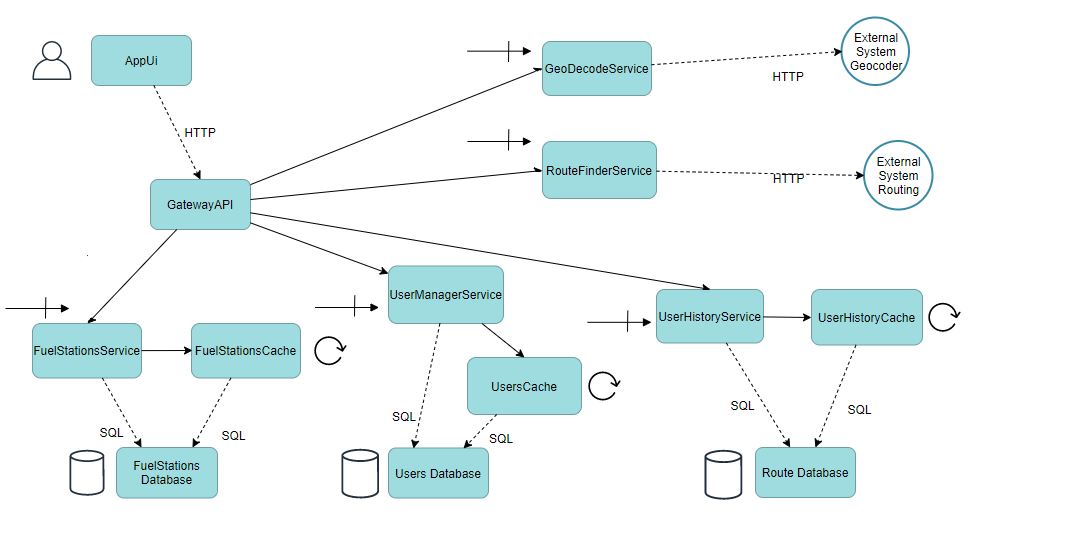 External
System
Geocoder
AppUi
GeoDecodeService
HTTP
HTTP
RouteFinderService
External
System
Routing
HTTP
GatewayAPI
UserManagerService
UserHistoryService
UserHistoryCache
FuelStationsService
FuelStationsCache
UsersCache
SQL
SQL
SQL
SQL
SQL
SQL
FuelStations
Database
Users Database
Route Database